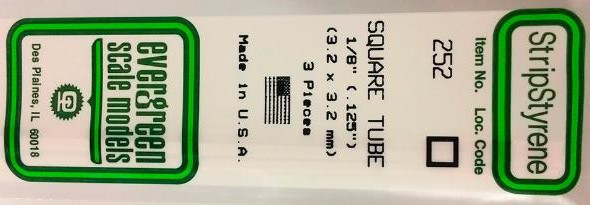 StripStyrene
Item No. Loc. Code
252
SQUARE TUBE
1/8" (.125"),
(3.2 x 3.2 mm)
3 Pieces
Made in U.S.A.
evergreen
scale models
Des Plaines, IL 60018